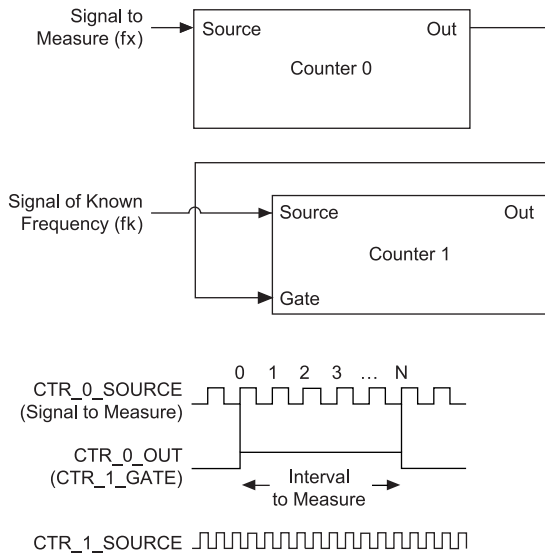 Signal to
Measure (fx)
Source
Out
Counter 0
Signal of Known
Frequency (fk)
Source
Out
Counter 1
Gate
0 1 2 3 … N
CTR_0_SOURCE
(Signal to Measure)
CTR_0_OUT
(CTR_1_GATE)
Interval
to Measure
CTR_1_SOURCE